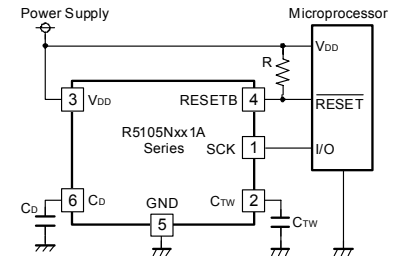 Power Supply
Microprocessor
VDD
R
3 VDD
RESETB 4
RESET
R5105Nxx1A
Series
SCK 1
I/O
6 CD
GND
CTW 2
CD
5
CTW